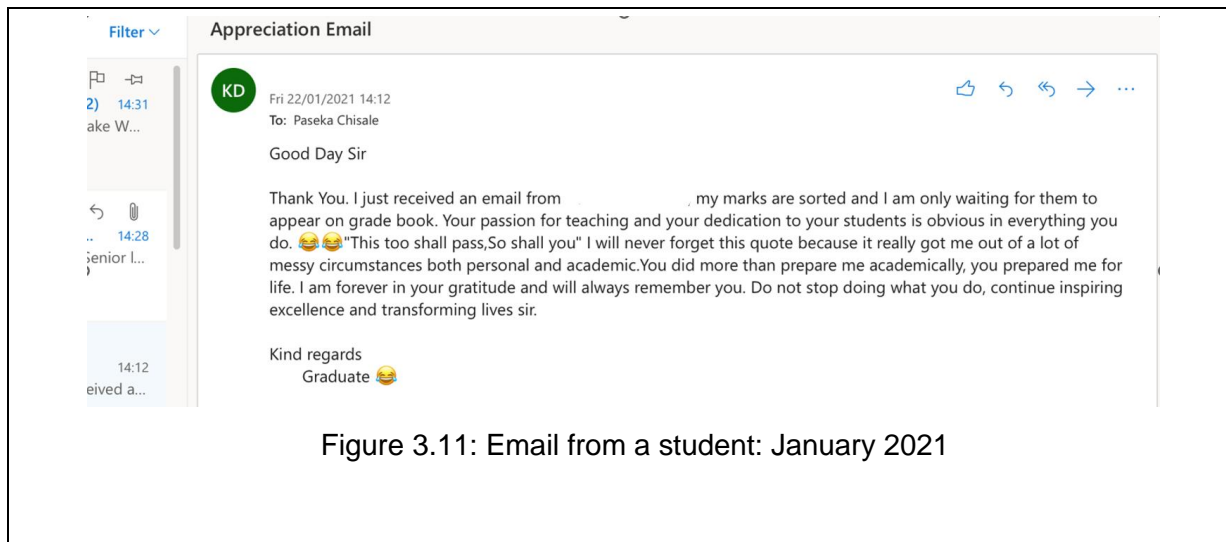 Filter
Appreciation Email
2) 14:31
ake W...
.. 14:28
Senior I...
14:12
eived a...
KD
Fri 22/01/2021 14:12
To: Paseka Chisale
Good Day Sir
Thank You. I just received an email from , my marks are sorted and I am only waiting for them to
appear on grade book. Your passion for teaching and your dedication to your students is obvious in everything you
do. 😂😂"This too shall pass,So shall you" I will never forget this quote because it really got me out of a lot of
messy circumstances both personal and academic.You did more than prepare me academically, you prepared me for
life. I am forever in your gratitude and will always remember you. Do not stop doing what you do, continue inspiring
excellence and transforming lives sir.
Kind regards
Graduate 😂
Figure 3.11: Email from a student: January 2021